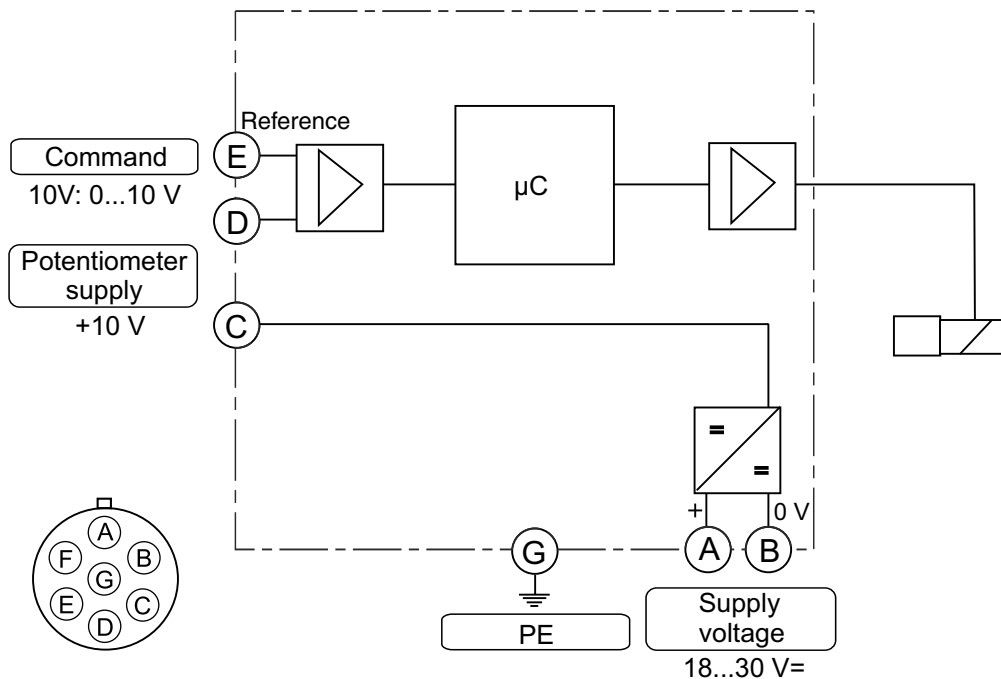 Reference
E
Command
10V: 0...10 V
D
µC
Potentiometer
supply
+10 V
C
=
=
+
0 V
A
F
B
G
E
C
D
G
A
B
PE
Supply
voltage
18...30 V=